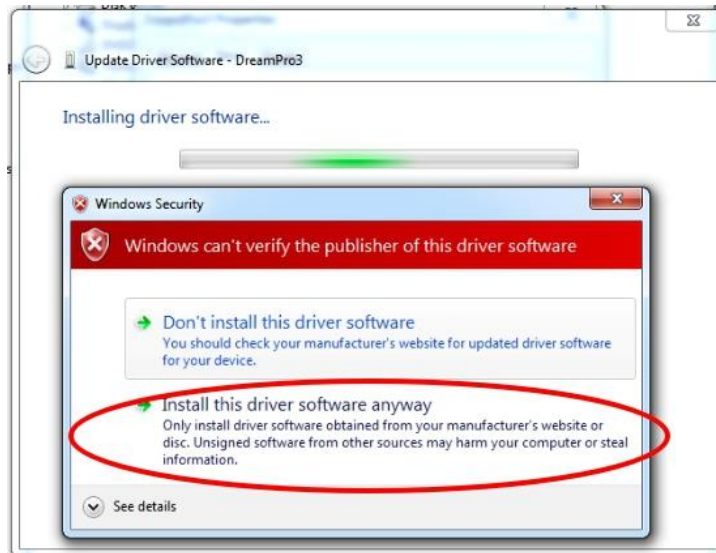 Disk 9
Update Driver Software - DreamPro3
Installing driver software...
Windows Security
Windows can't verify the publisher of this driver software
Don't install this driver software
You should check your manufacturer's website for updated driver software
for your device.
Install this driver software anyway
Only install driver software obtained from your manufacturer's website or
disc. Unsigned software from other sources may harm your computer or steal
information.
See details